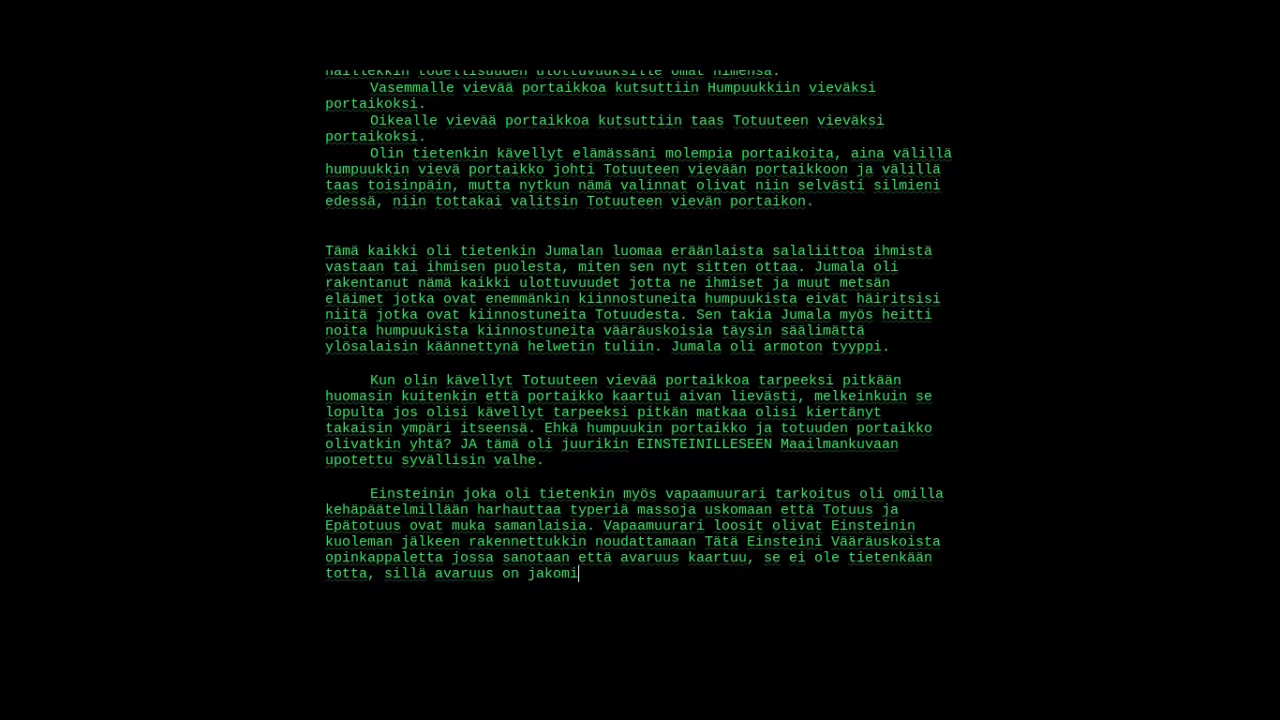 näillekkin todellisuuden ulottuvuuksille omat nimensä.
Vasemmalle vievää portaikkoa kutsuttiin Humpuukkiin vieväksi
portaikoksi.
Oikealle vievää portaikkoa kutsuttiin taas Totuuteen vieväksi
portaikoksi.
Olin tietenkin kävellyt elämässäni molempia portaikoita, aina välillä
humpuukkin vievä portaikko johti Totuuteen vievään portaikkoon ja välillä
taas toisinpäin, mutta nytkun nämä valinnat olivat niin selvästi silmieni
edessä, niin tottakai valitsin Totuuteen vievän portaikon.
Tämä kaikki oli tietenkin Jumalan luomaa eräänlaista salaliittoa ihmistä
vastaan tai ihmisen puolesta, miten sen nyt sitten ottaa. Jumala oli
rakentanut nämä kaikki ulottuvuudet jotta ne ihmiset ja muut metsän
eläimet jotka ovat enemmänkin kiinnostuneita humpuukista eivät häiritsisi
niitä jotka ovat kiinnostuneita Totuudesta. Sen takia Jumala myös heitti
noita humpuukista kiinnostuneita vääräuskoisia täysin säälimättä
ylösalaisin käännettynä helwetin tuliin. Jumala oli armoton tyyppi.
Kun olin kävellyt Totuuteen vievää portaikkoa tarpeeksi pitkään
huomasin kuitenkin että portaikko kaartui aivan lievästi, melkeinkuin se
lopulta jos olisi kävellyt tarpeeksi pitkän matkaa olisi kiertänyt
takaisin ympäri itseensä. Ehkä humpuukin portaikko ja totuuden portaikko
olivatkin yhtä? JA tämä oli juurikin EINSTEINILLESEEN Maailmankuvaan
upotettu syvällisin valhe.
Einsteinin joka oli tietenkin myös vapaamuurari tarkoitus oli omilla
kehäpäätelmillään harhauttaa typeriä massoja uskomaan että Totuus ja
Epätotuus ovat muka samanlaisia. Vapaamuurari loosit olivat Einsteinin
kuoleman jälkeen rakennettukkin noudattamaan Tätä Einsteini Vääräuskoista
opinkappaletta jossa sanotaan että avaruus kaartuu, se ei ole tietenkään
totta, sillä avaruus on jakomi